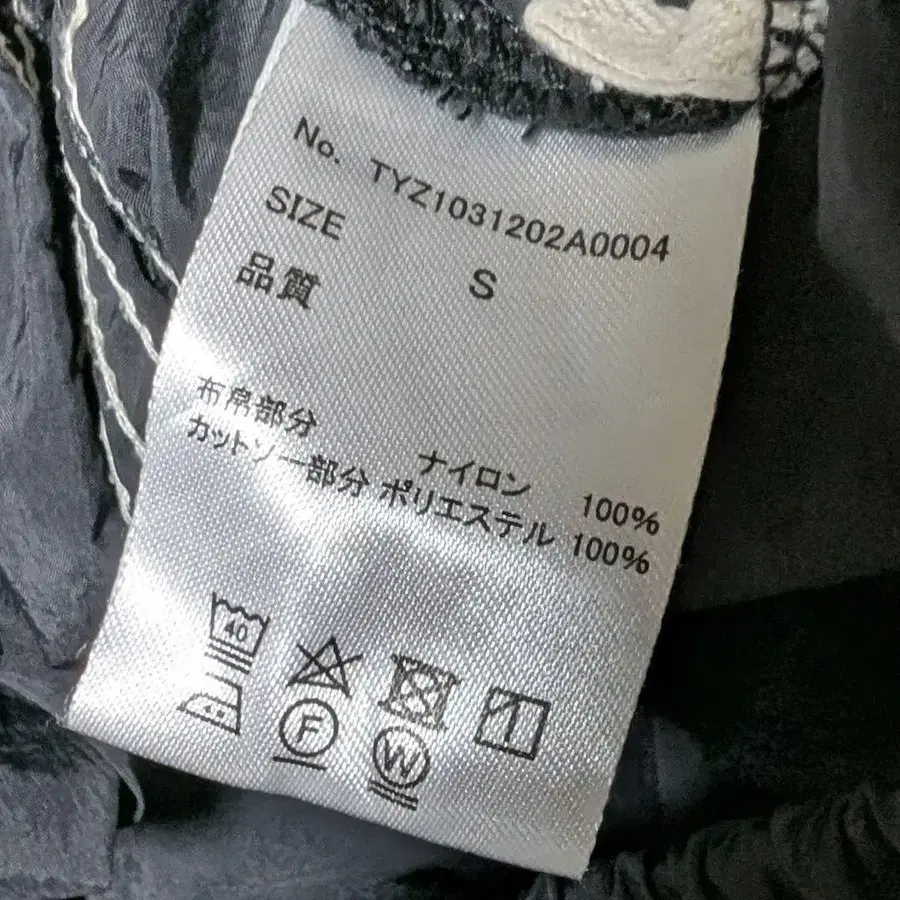 No. TYZ1031202A0004
SIZE S
品質
布帛部分 ナイロン 100%
カットソー部分 ポリエステル 100%
40
F
W